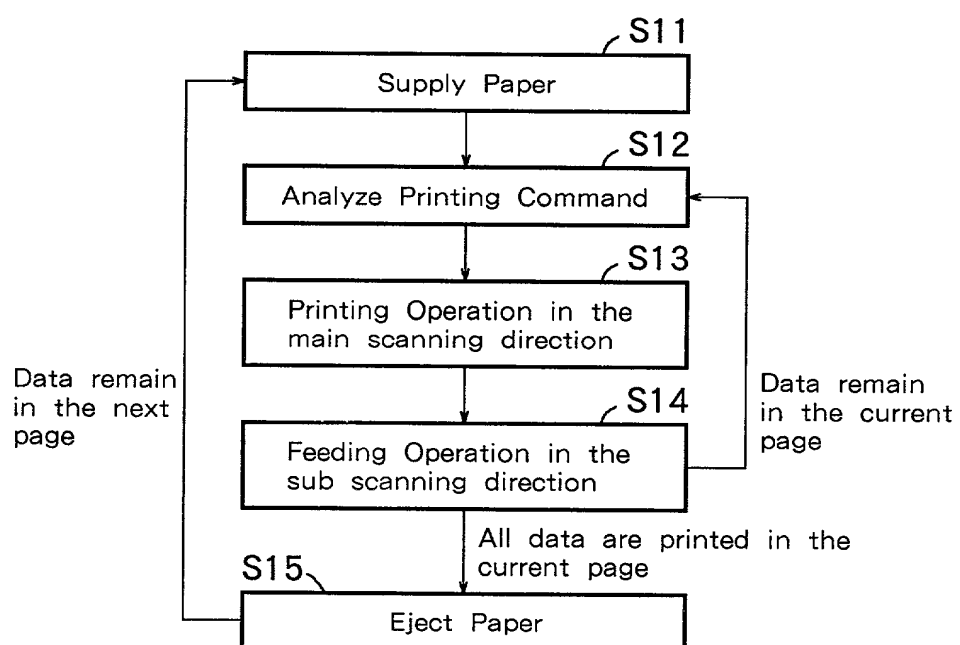 S11
Supply Paper
S12
Analyze Printing Command
S13
Printing Operation in the
main scanning direction
Data remain
in the next
page
Data remain
in the current
page
S14
Feeding Operation in the
sub scanning direction
All data are printed in the
current page
S15
Eject Paper